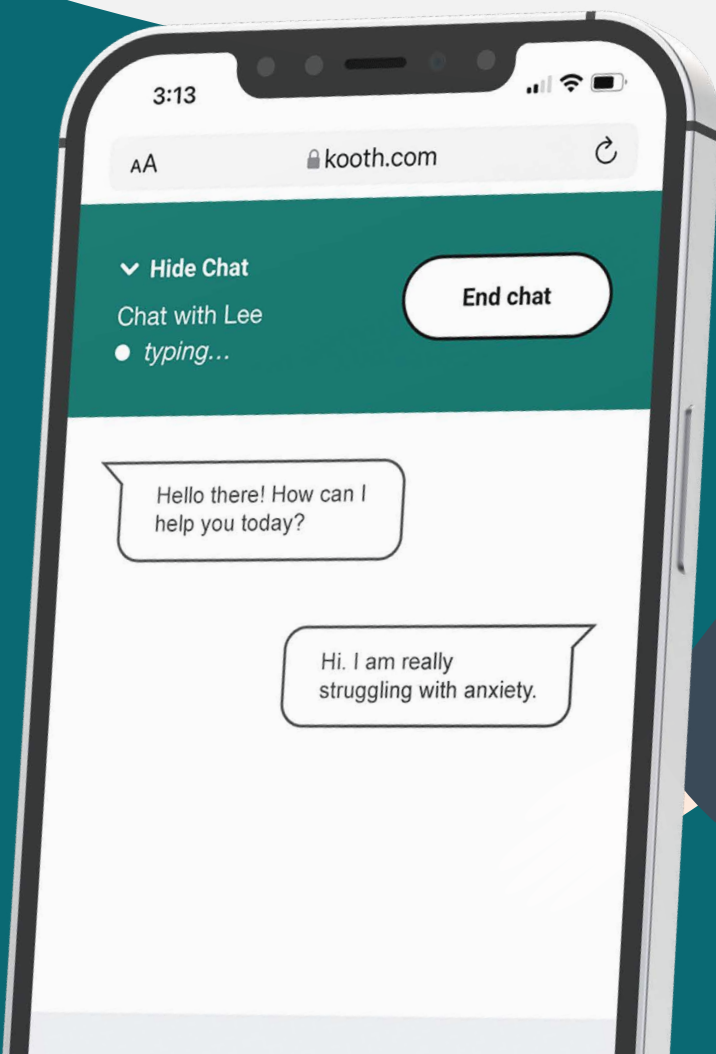 3:13
AA
kooth.com
Hide Chat
End chat
Chat with Lee
typing...
Hello there! How can I
help you today?
Hi. I am really
struggling with anxiety.